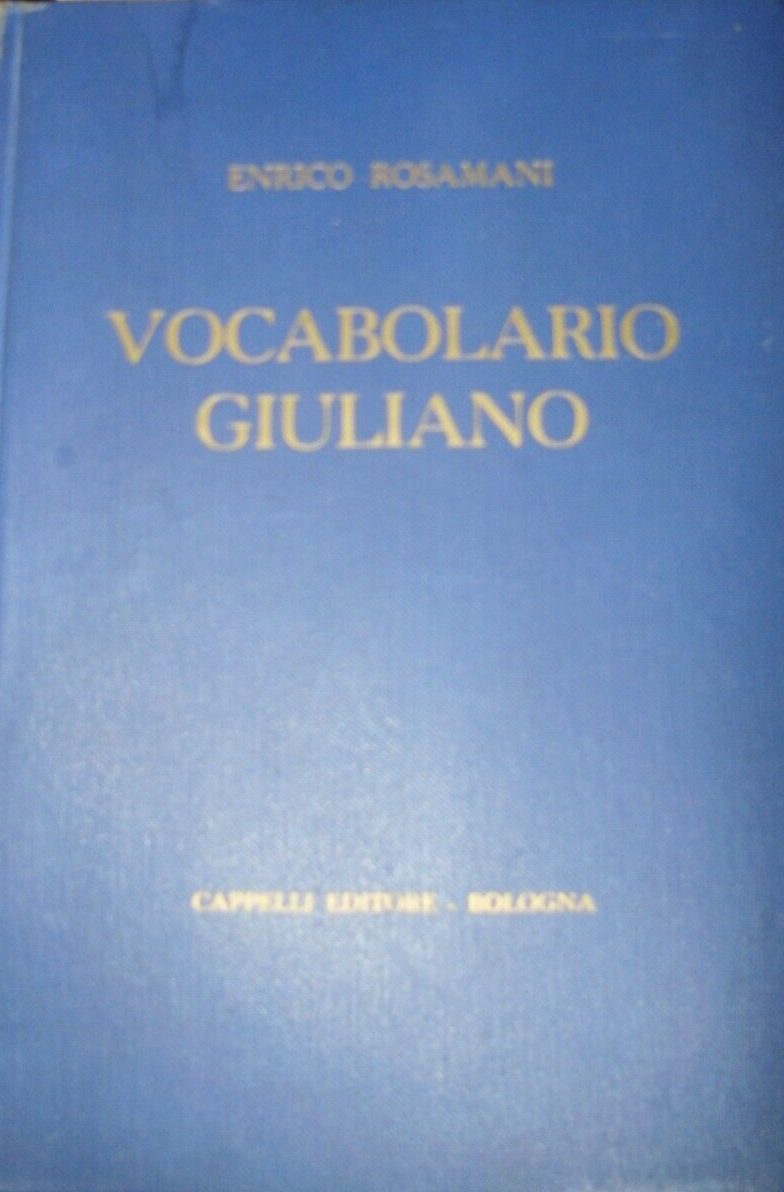 ENRICO ROSAMANI
VOCABOLARIO
GIULIANO
CAPPELLI EDITORE - BOLOGNA